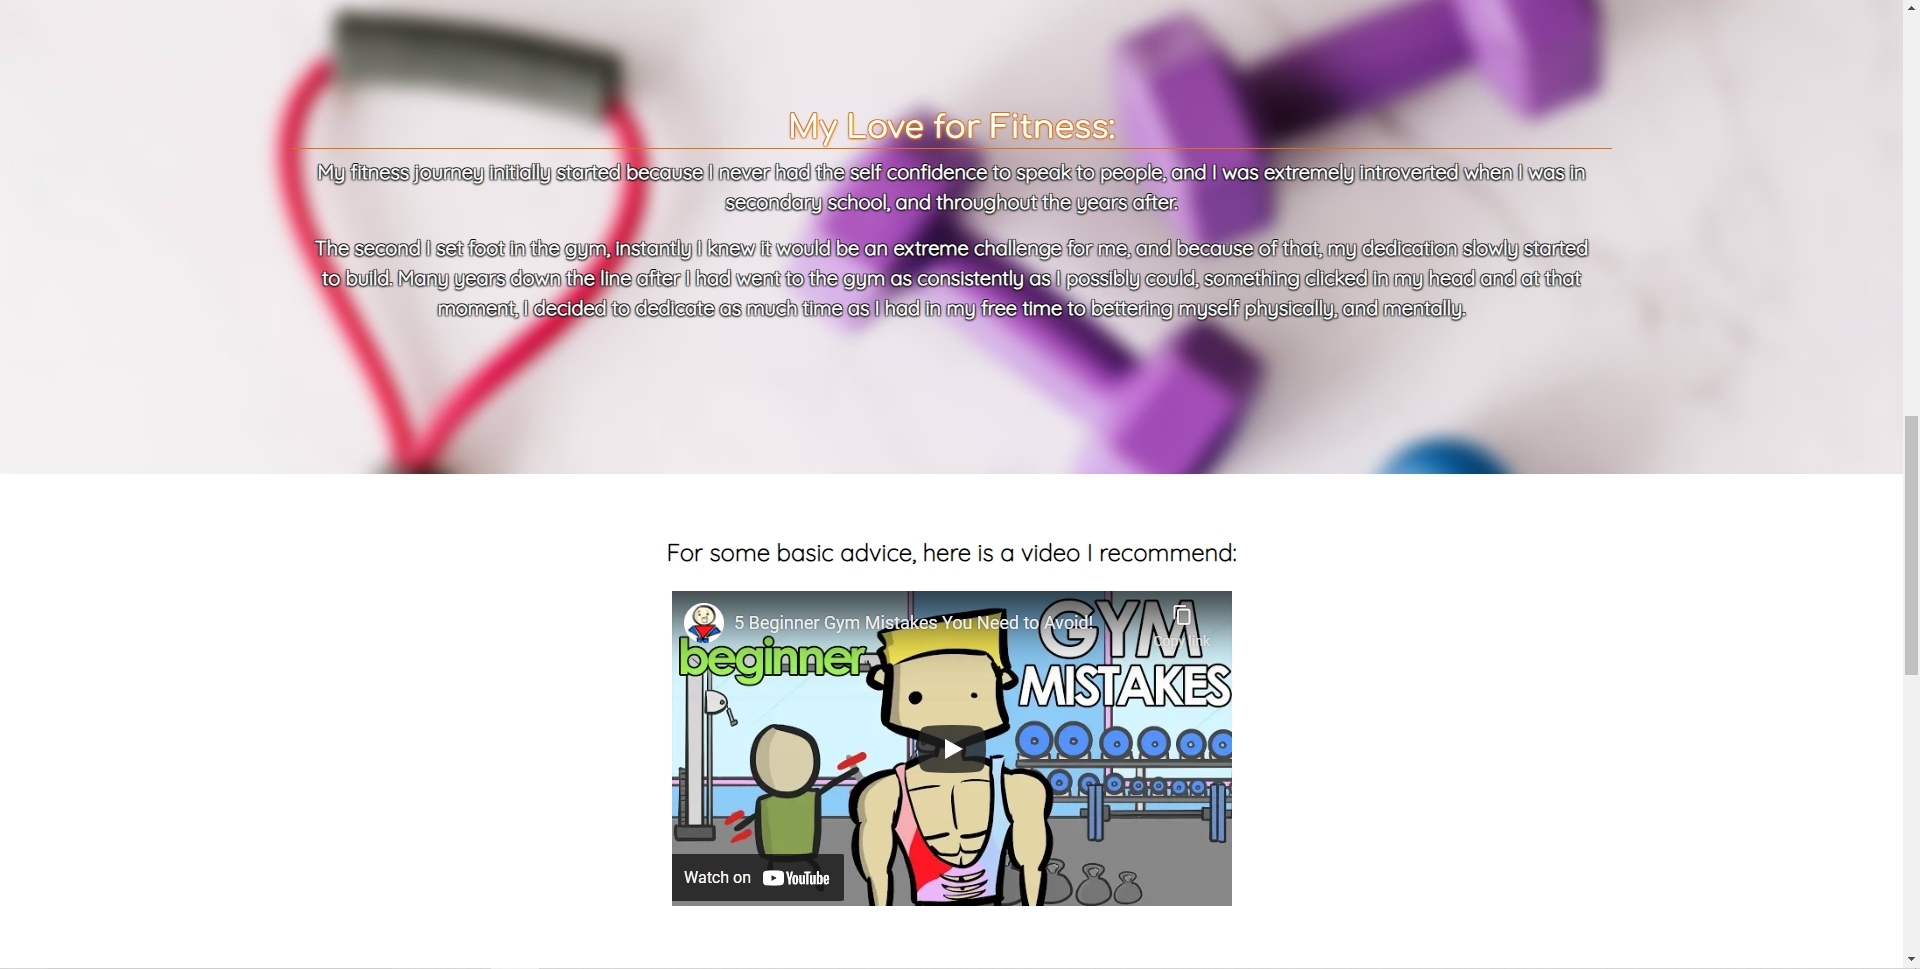 My Love for Fitness:
My fitness journey initially started because I never had the self confidence to speak to people, and I was extremely introverted when I was in
secondary school, and throughout the years after.
The second I set foot in the gym, instantly I knew it would be an extreme challenge for me, and because of that, my dedication slowly started
to build. Many years down the line after I had went to the gym as consistently as I possibly could, something clicked in my head and at that
moment, I decided to dedicate as much time as I had in my free time to bettering myself physically, and mentally.
For some basic advice, here is a video I recommend:
5 Beginner Gym Mistakes You Need to Avoid!
Copy link
beginner
GYM
MISTAKES
Watch on YouTube